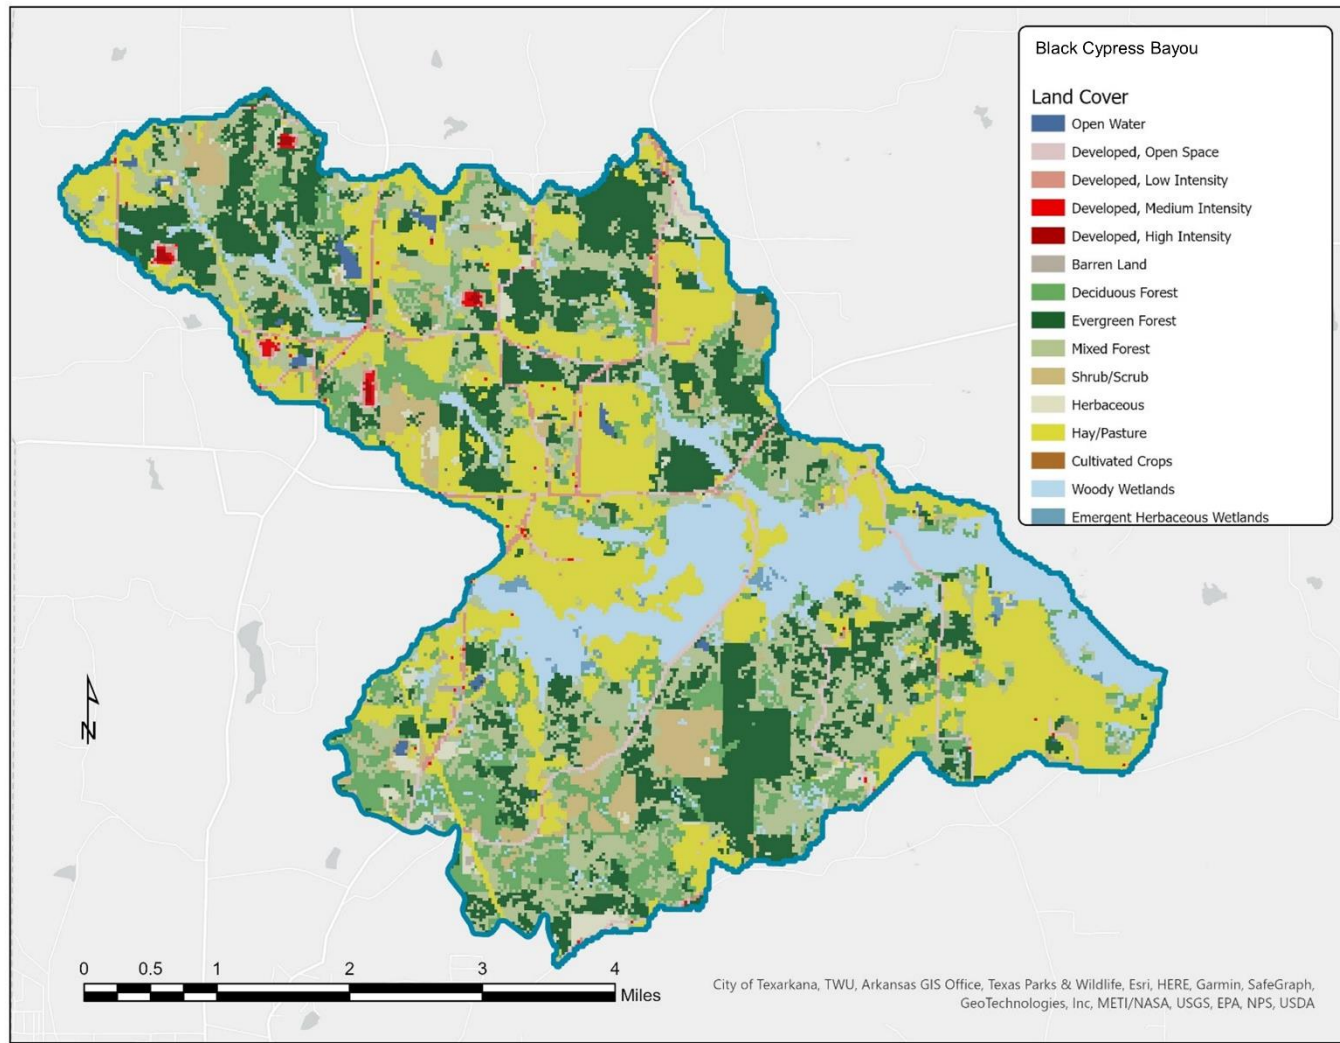 Black Cypress Bayou
Land Cover
Open Water
Developed, Open Space
Developed, Low Intensity
Developed, Medium Intensity
Developed, High Intensity
Barren Land
Deciduous Forest
Evergreen Forest
Mixed Forest
Shrub/Scrub
Herbaceous
Hay/Pasture
Cultivated Crops
Woody Wetlands
Emergent Herbaceous Wetlands
N
0 0.5 1 2 3 4
Miles
City of Texarkana, TWU, Arkansas GIS Office, Texas Parks & Wildlife, Esri, HERE, Garmin, SafeGraph,
GeoTechnologies, Inc, METI/NASA, USGS, EPA, NPS, USDA